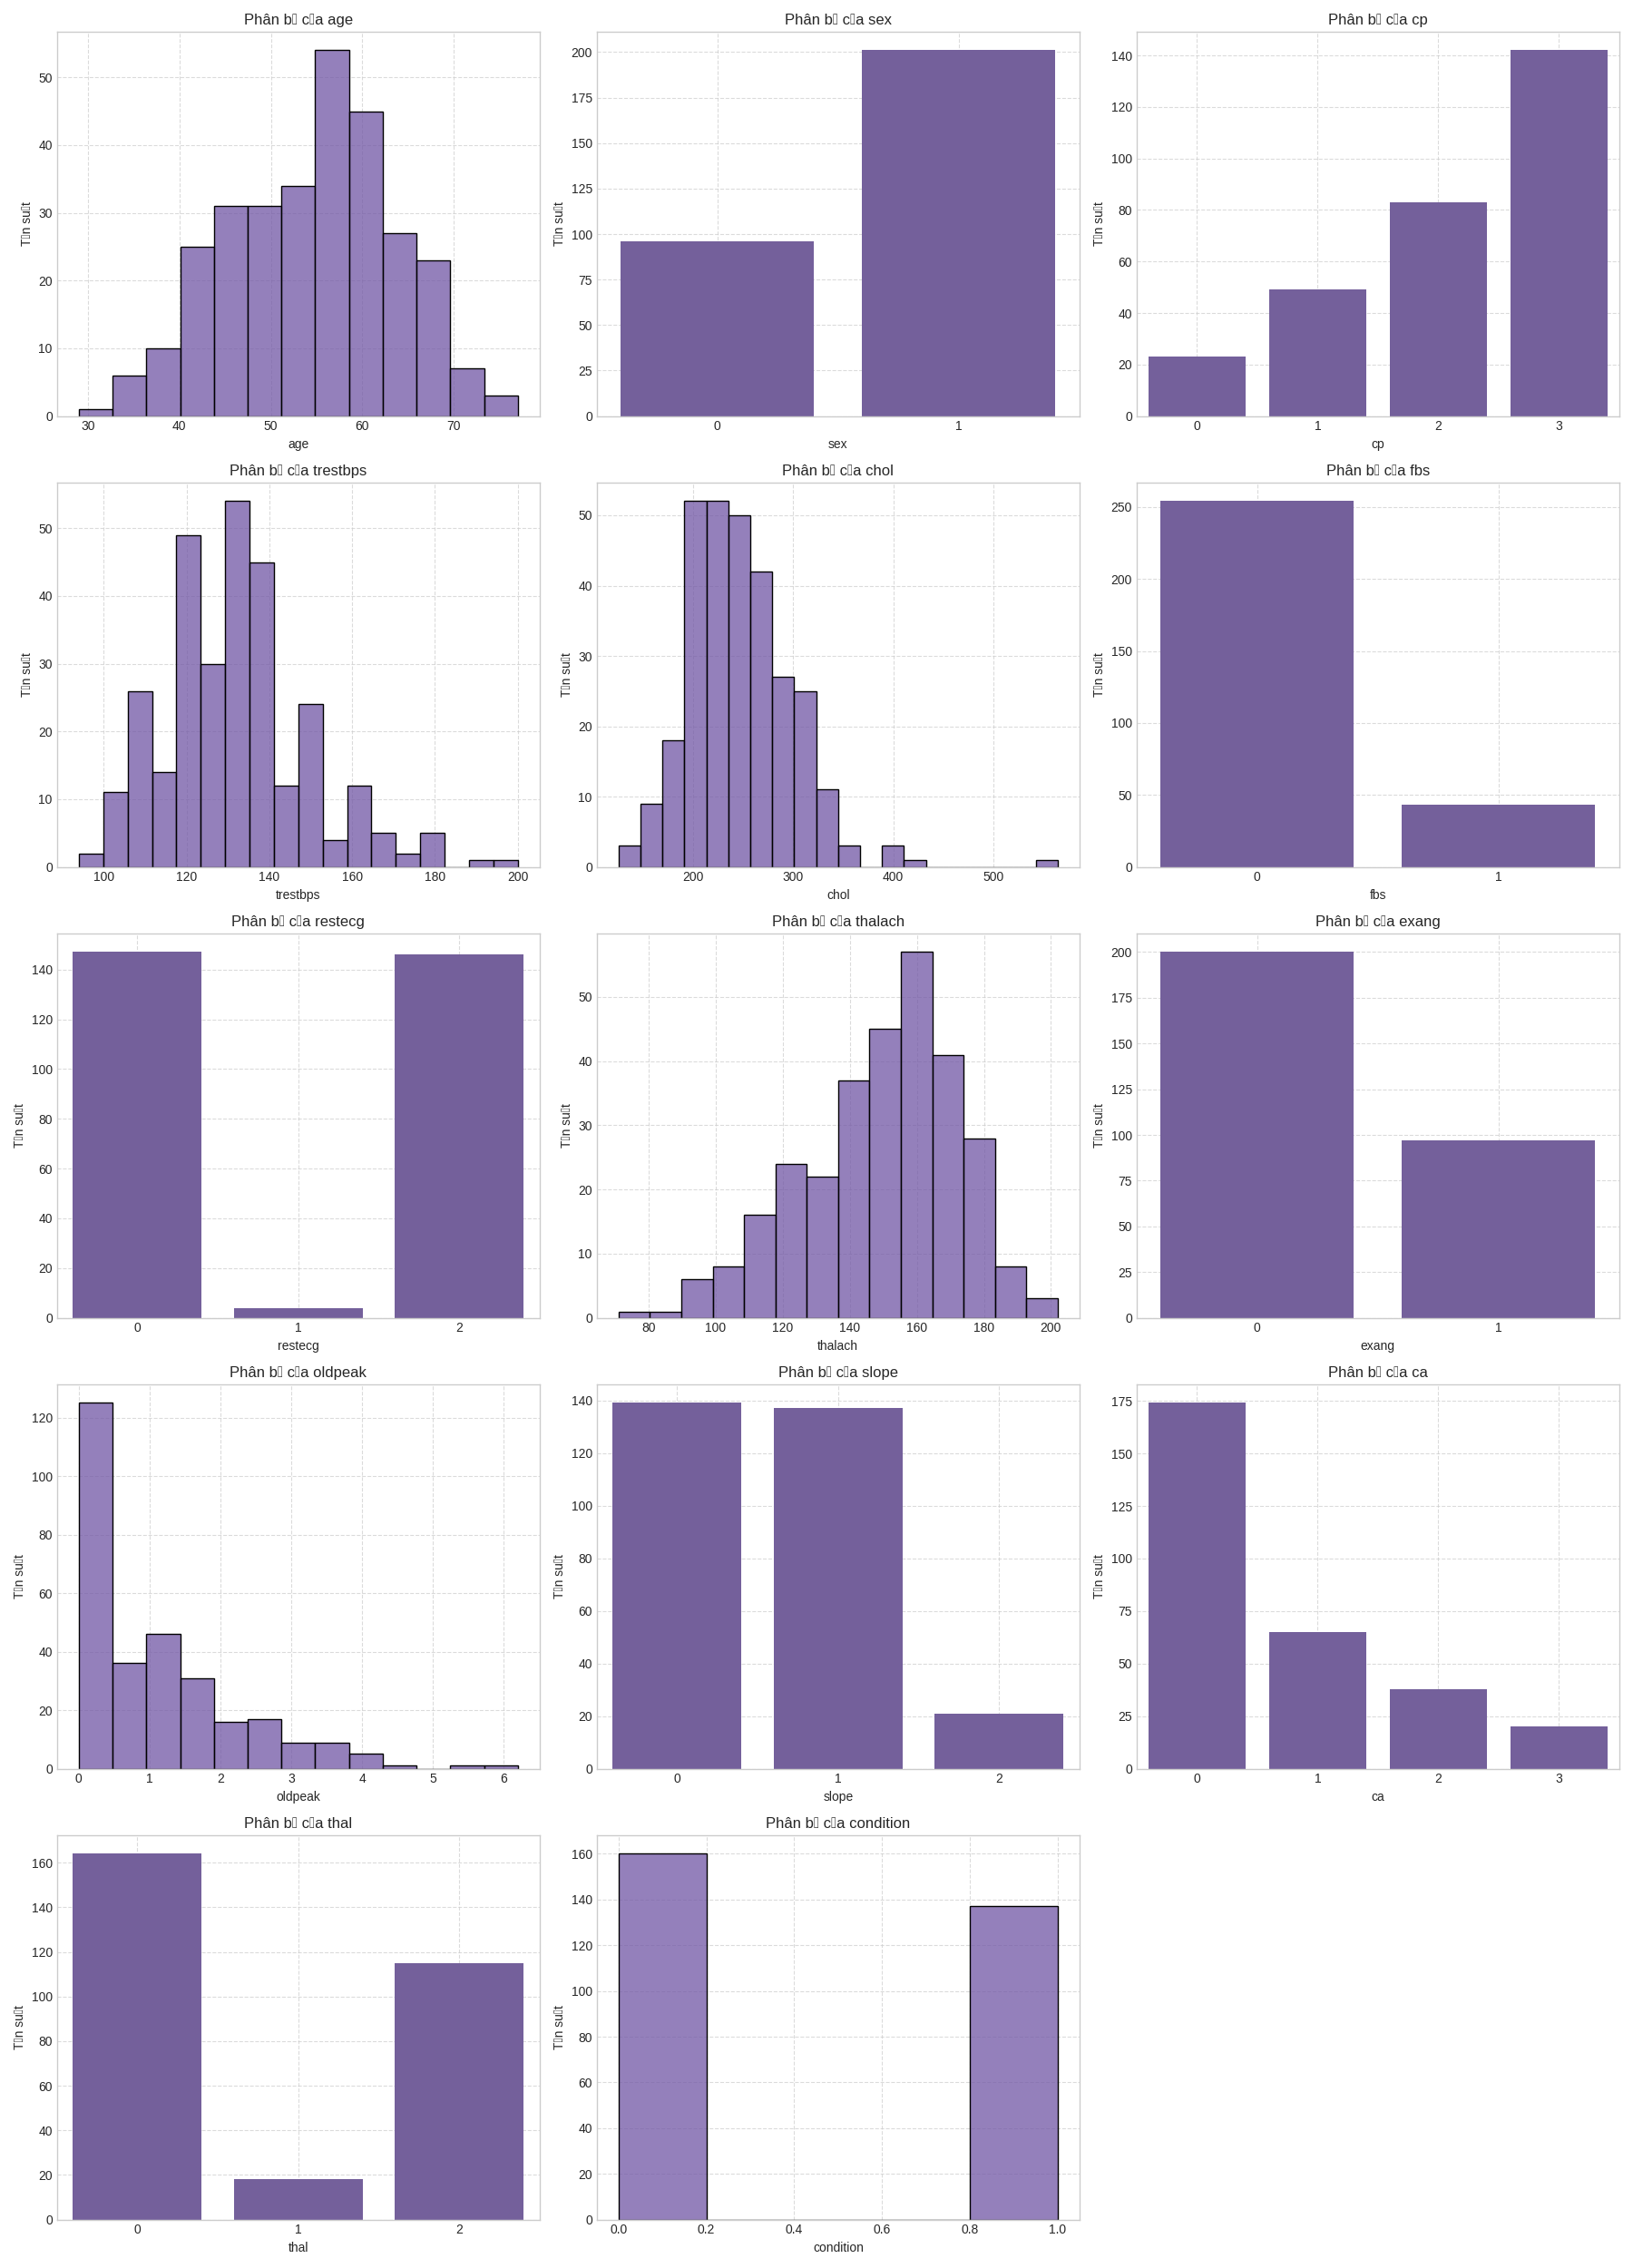 Phân b▯ c▯a age
50
40
30
20
10
0
T▯n su▯t
30 40 50 60 70
age
Phân b▯ c▯a sex
200
175
150
125
100
75
50
25
0
T▯n su▯t
0 1
sex
Phân b▯ c▯a cp
140
120
100
80
60
40
20
0
T▯n su▯t
0 1 2 3
cp
Phân b▯ c▯a trestbps
50
40
30
20
10
0
T▯n su▯t
100 120 140 160 180 200
trestbps
Phân b▯ c▯a chol
50
40
30
20
10
0
T▯n su▯t
200 300 400 500
chol
Phân b▯ c▯a fbs
250
200
150
100
50
0
T▯n su▯t
0 1
fbs
Phân b▯ c▯a restecg
140
120
100
80
60
40
20
0
T▯n su▯t
0 1 2
restecg
Phân b▯ c▯a thalach
50
40
30
20
10
0
T▯n su▯t
80 100 120 140 160 180 200
thalach
Phân b▯ c▯a exang
200
175
150
125
100
75
50
25
0
T▯n su▯t
0 1
exang
Phân b▯ c▯a oldpeak
120
100
80
60
40
20
0
T▯n su▯t
0 1 2 3 4 5 6
oldpeak
Phân b▯ c▯a slope
140
120
100
80
60
40
20
0
T▯n su▯t
0 1 2
slope
Phân b▯ c▯a ca
175
150
125
100
75
50
25
0
T▯n su▯t
0 1 2 3
ca
Phân b▯ c▯a thal
160
140
120
100
80
60
40
20
0
T▯n su▯t
0 1 2
thal
Phân b▯ c▯a condition
160
140
120
100
80
60
40
20
0
T▯n su▯t
0.0 0.2 0.4 0.6 0.8 1.0
condition